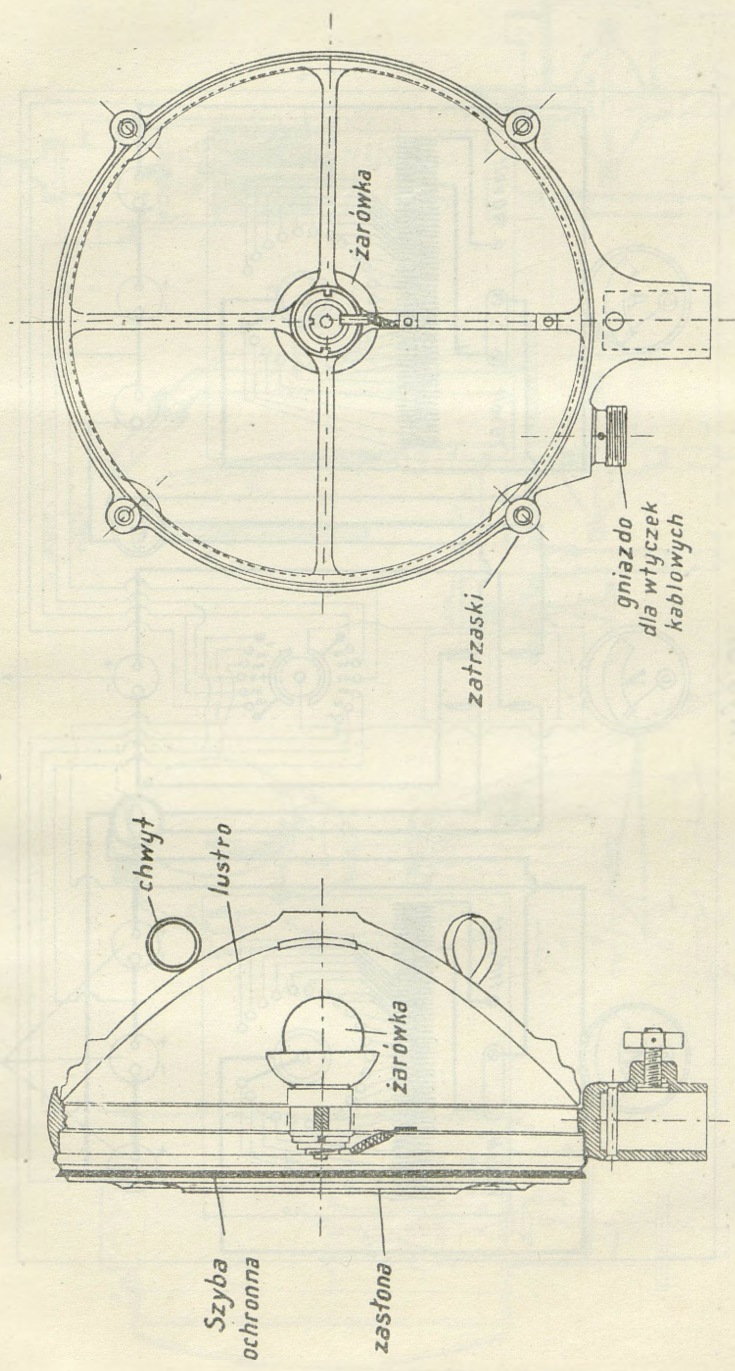 żarówka
zatrzaski
gniazdo
dla wtyczek
kablowych
chwyt
lustro
żarówka
Szyba
ochronna
zasłona